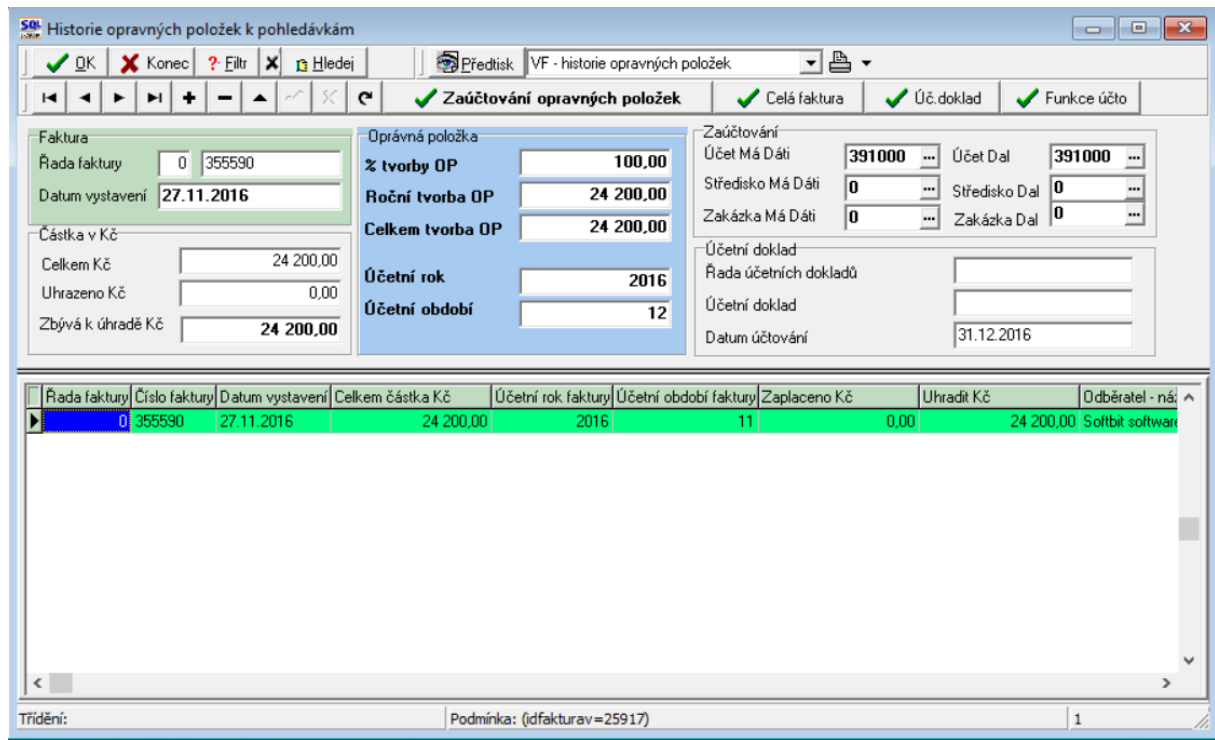 SQL Historie opravných položek k pohledávkám
OK Konec Filtr Hledej Předtisk VF - historie opravných položek
Zaúčtování opravných položek Celá faktura Úč.doklad Funkce účto
Faktura
Řada faktury 0 355590
Datum vystavení 27.11.2016
Částka v Kč
Celkem Kč 24 200,00
Uhrazeno Kč 0,00
Zbývá k úhradě Kč 24 200,00
Oprávná položka
% tvorby OP 100,00
Roční tvorba OP 24 200,00
Celkem tvorba OP 24 200,00
Účetní rok 2016
Účetní období 12
Zaúčtování
Účet Má Dáti 391000 ... Účet Dal 391000 ...
Středisko Má Dáti 0 ... Středisko Dal 0 ...
Zakázka Má Dáti 0 ... Zakázka Dal 0 ...
Účetní doklad
Řada účetních dokladů
Účetní doklad
Datum účtování 31.12.2016
Řada faktury Číslo faktury Datum vystavení Celkem částka Kč Účetní rok faktury Účetní období faktury Zaplaceno Kč Uhradit Kč Odběratel - náz
0 355590 27.11.2016 24 200,00 2016 11 0,00 24 200,00 Softbit software
Třídění: Podmínka: (idfakturav=25917) 1